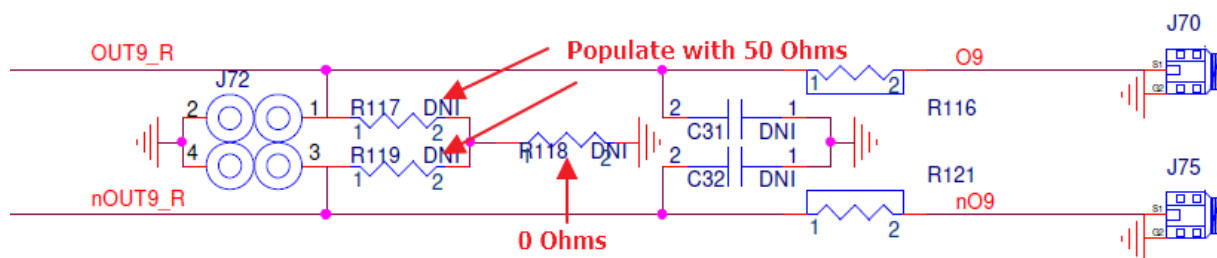 J70
OUT9_R
Populate with 50 Ohms
O9
J72
S1
G2
1
2
2
1
R117
DNI
2
1
R116
1
2
C31
DNI
4
3
R119
DNI
R118
DNI
1
2
2
1
1
2
C32
DNI
R121
J75
nOUT9_R
nO9
S1
G2
1
2
0 Ohms